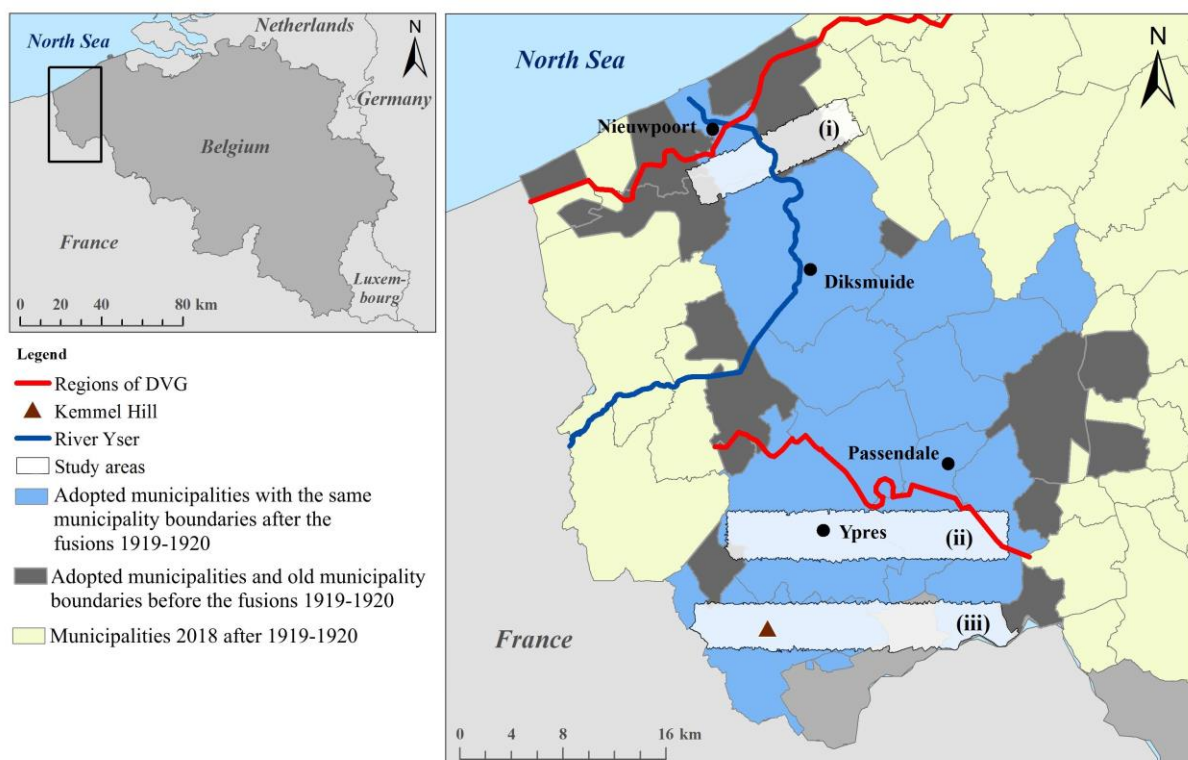 North Sea
Netherlands
N
Germany
Belgium
France
Luxem-
bourg
0 20 40 80 km
Legend
Regions of DVG
Kemmel Hill
River Yser
Study areas
Adopted municipalities with the same
municipality boundaries after the
fusions 1919-1920
Adopted municipalities and old municipality
boundaries before the fusions 1919-1920
Municipalities 2018 after 1919-1920
North Sea
N
Nieuwpoort
(i)
Diksmuide
Passendale
Ypres
(ii)
(iii)
France
0 4 8 16 km